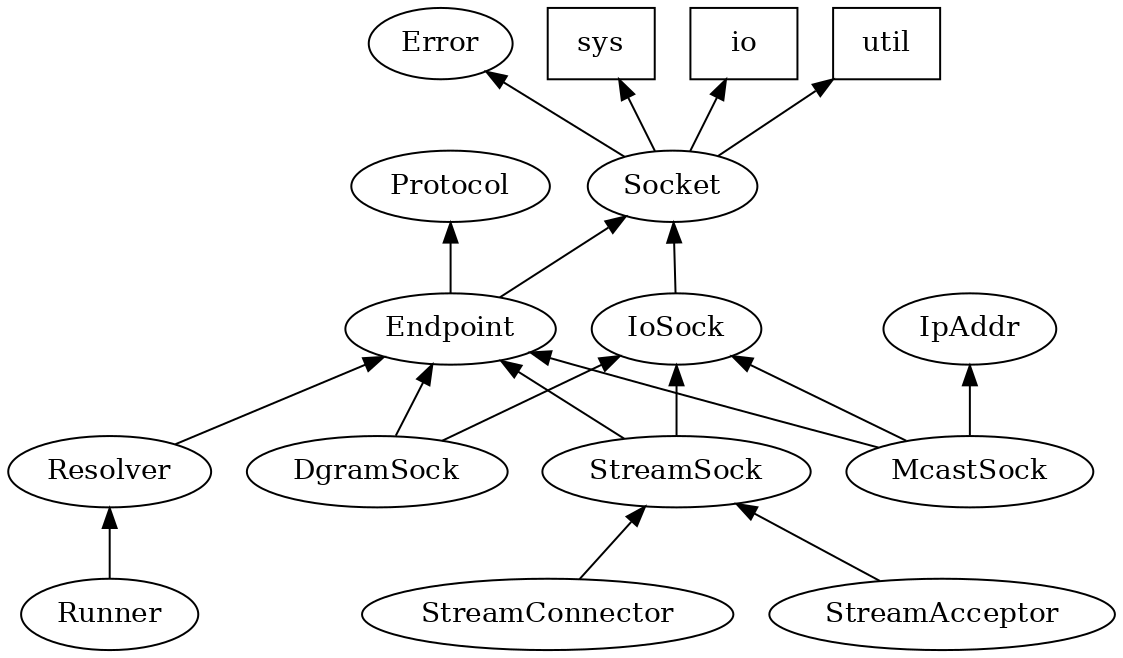 Error
sys
io
util
Protocol
Socket
Endpoint
IoSock
IpAddr
Resolver
DgramSock
StreamSock
McastSock
Runner
StreamConnector
StreamAcceptor